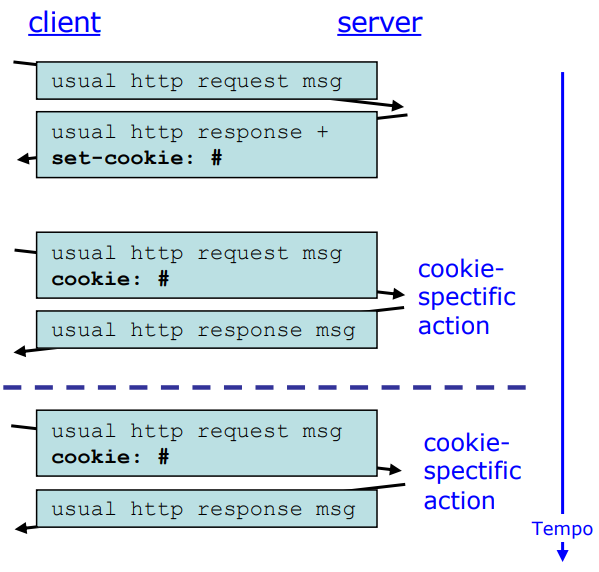 client
server
usual http request msg
usual http response +
set-cookie: #
usual http request msg
cookie: #
cookie-
spectific
action
usual http response msg
usual http request msg
cookie: #
cookie-
spectific
action
usual http response msg
Tempo